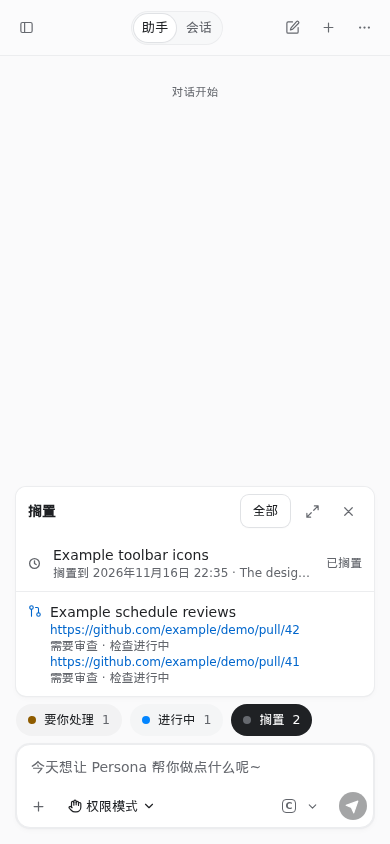 助手 会话
对话开始
搁置 全部
Example toolbar icons
搁置到 2026年11月16日 22:35 · The desig... 已搁置
Example schedule reviews
https://github.com/example/demo/pull/42
需要审查 · 检查进行中
https://github.com/example/demo/pull/41
需要审查 · 检查进行中
要你处理 1 进行中 1 搁置 2
今天想让 Persona 帮你做点什么呢~
权限模式 C